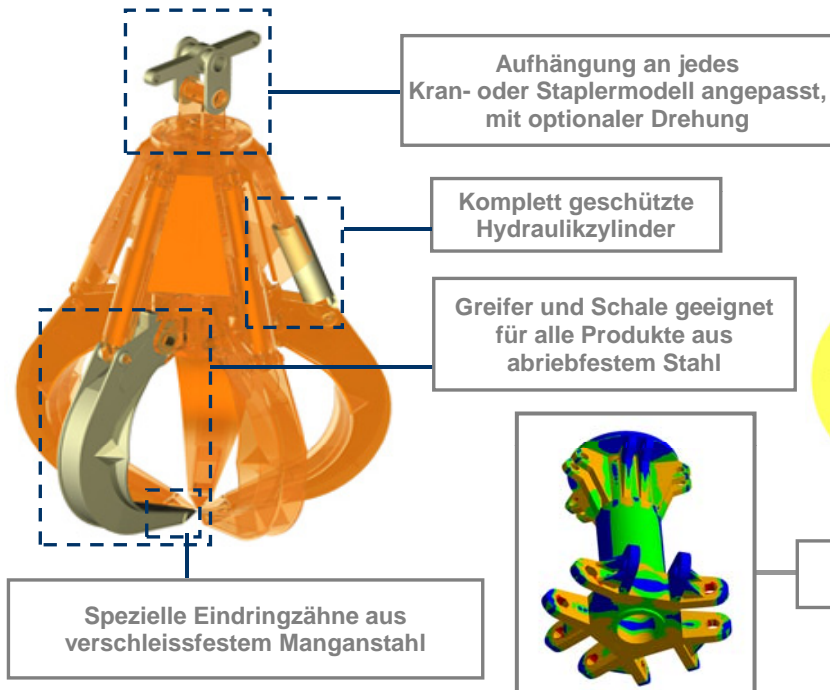 Aufhängung an jedes
Kran- oder Staplermodell angepasst,
mit optionaler Drehung
Komplett geschützte
Hydraulikzylinder
Greifer und Schale geeignet
für alle Produkte aus
abriebfestem Stahl
Spezielle Eindringzähne aus
verschleissfestem Manganstahl